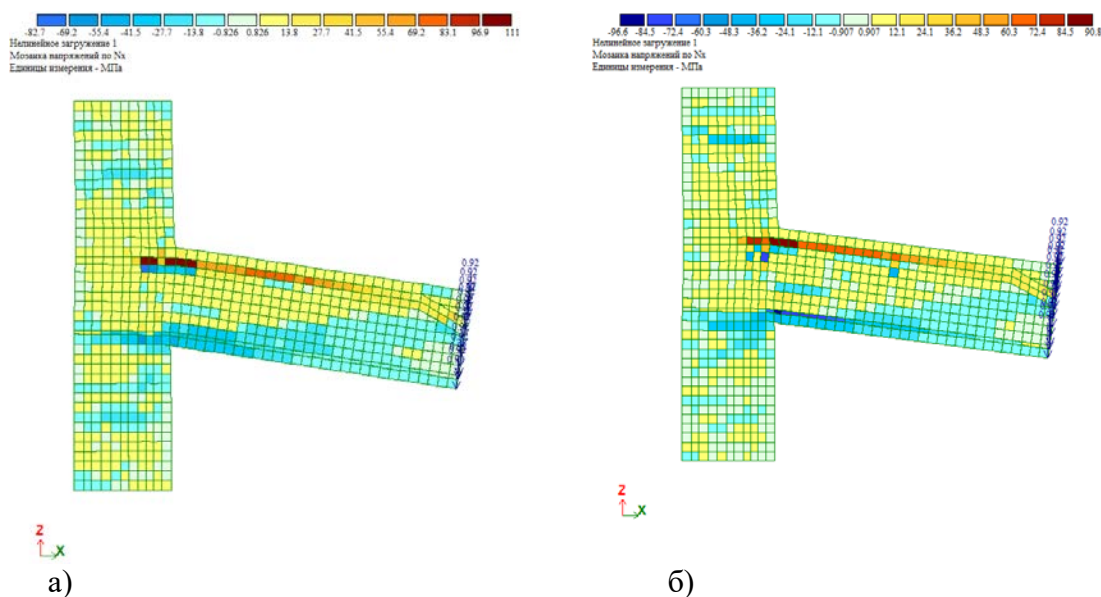 -82.7 -69.2 -55.4 -41.5 -27.7 -13.8 -0.826 0.826 13.8 27.7 41.5 55.4 69.2 83.1 96.9 111
Нелинейное загружение 1
Мозаика напряжений по Nx
Единицы измерения - МПа
0.92
Z
X
а)
-96.6 -84.5 -72.4 -60.3 -48.3 -36.2 -24.1 -12.1 -0.907 0.907 12.1 24.1 36.2 48.3 60.3 72.4 84.5 90.8
Нелинейное загружение 1
Мозаика напряжений по Nx
Единицы измерения - МПа
0.92
Z
X
б)